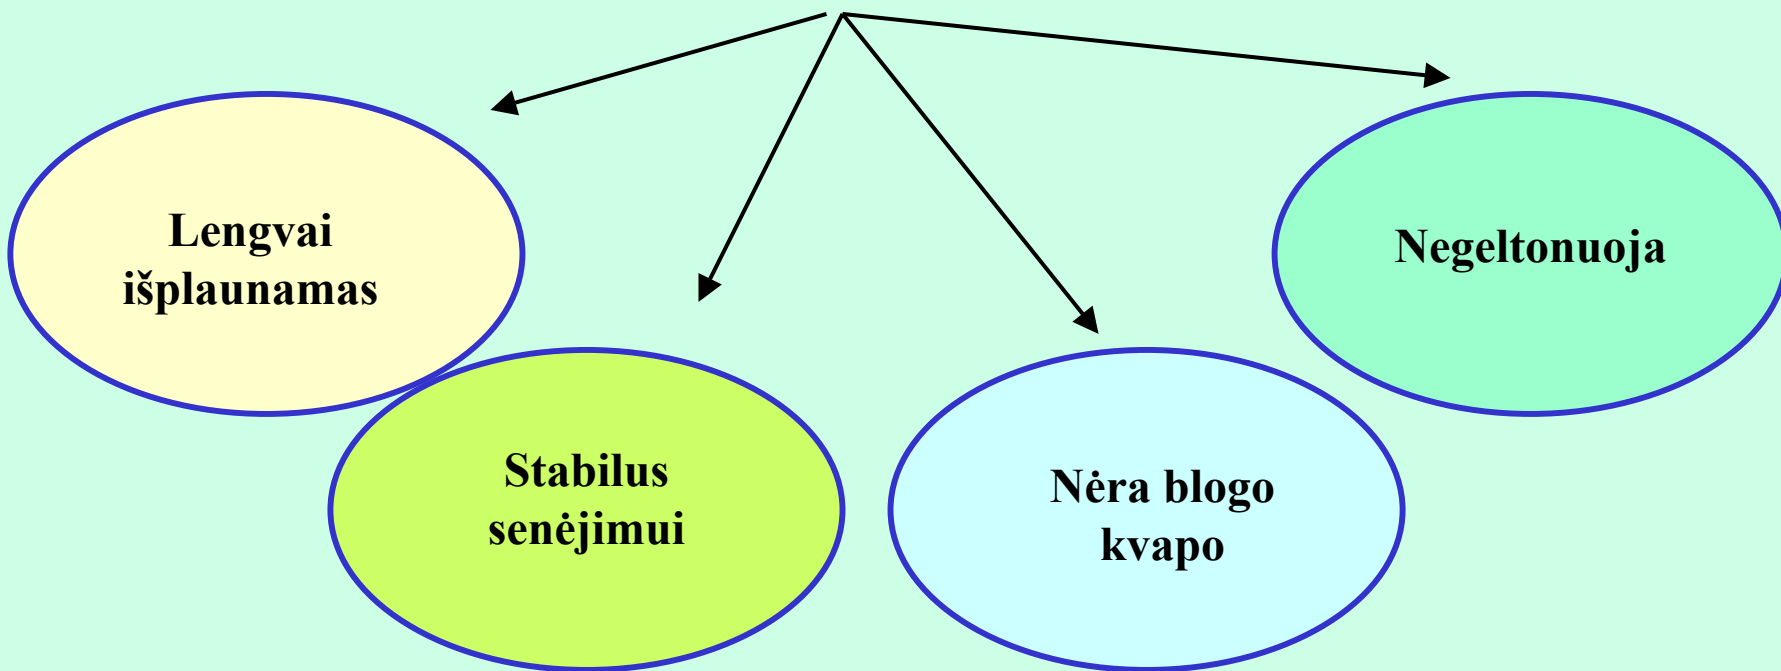 Lengvai
išplaunamas
Stabilus
senėjimui
Nėra blogo
kvapo
Negeltonuoja